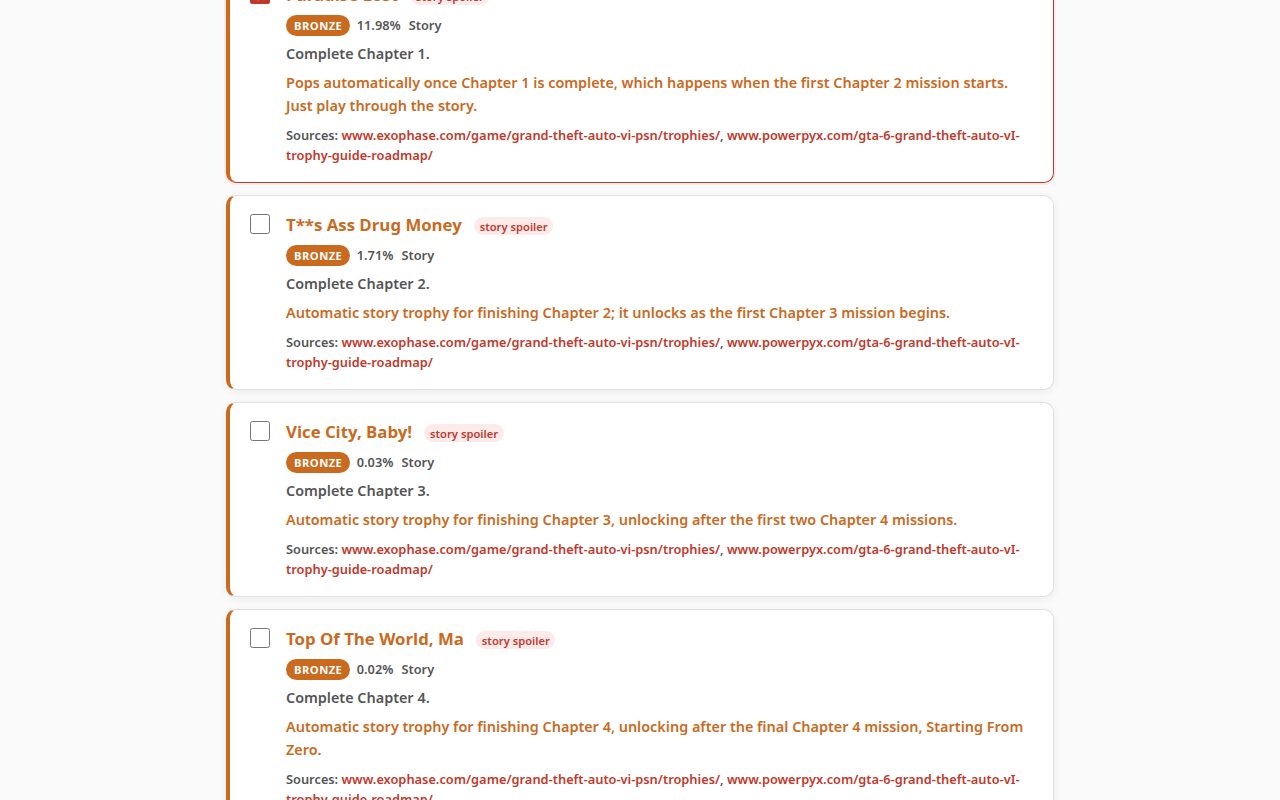 BRONZE 11.98% Story
Complete Chapter 1.
Pops automatically once Chapter 1 is complete, which happens when the first Chapter 2 mission starts.
Just play through the story.
Sources: www.exophase.com/game/grand-theft-auto-vi-psn/trophies/, www.powerpyx.com/gta-6-grand-theft-auto-vI-
trophy-guide-roadmap/
T**s Ass Drug Money story spoiler
BRONZE 1.71% Story
Complete Chapter 2.
Automatic story trophy for finishing Chapter 2; it unlocks as the first Chapter 3 mission begins.
Sources: www.exophase.com/game/grand-theft-auto-vi-psn/trophies/, www.powerpyx.com/gta-6-grand-theft-auto-vI-
trophy-guide-roadmap/
Vice City, Baby! story spoiler
BRONZE 0.03% Story
Complete Chapter 3.
Automatic story trophy for finishing Chapter 3, unlocking after the first two Chapter 4 missions.
Sources: www.exophase.com/game/grand-theft-auto-vi-psn/trophies/, www.powerpyx.com/gta-6-grand-theft-auto-vI-
trophy-guide-roadmap/
Top Of The World, Ma story spoiler
BRONZE 0.02% Story
Complete Chapter 4.
Automatic story trophy for finishing Chapter 4, unlocking after the final Chapter 4 mission, Starting From
Zero.
Sources: www.exophase.com/game/grand-theft-auto-vi-psn/trophies/, www.powerpyx.com/gta-6-grand-theft-auto-vI-
trophy-guide-roadmap/